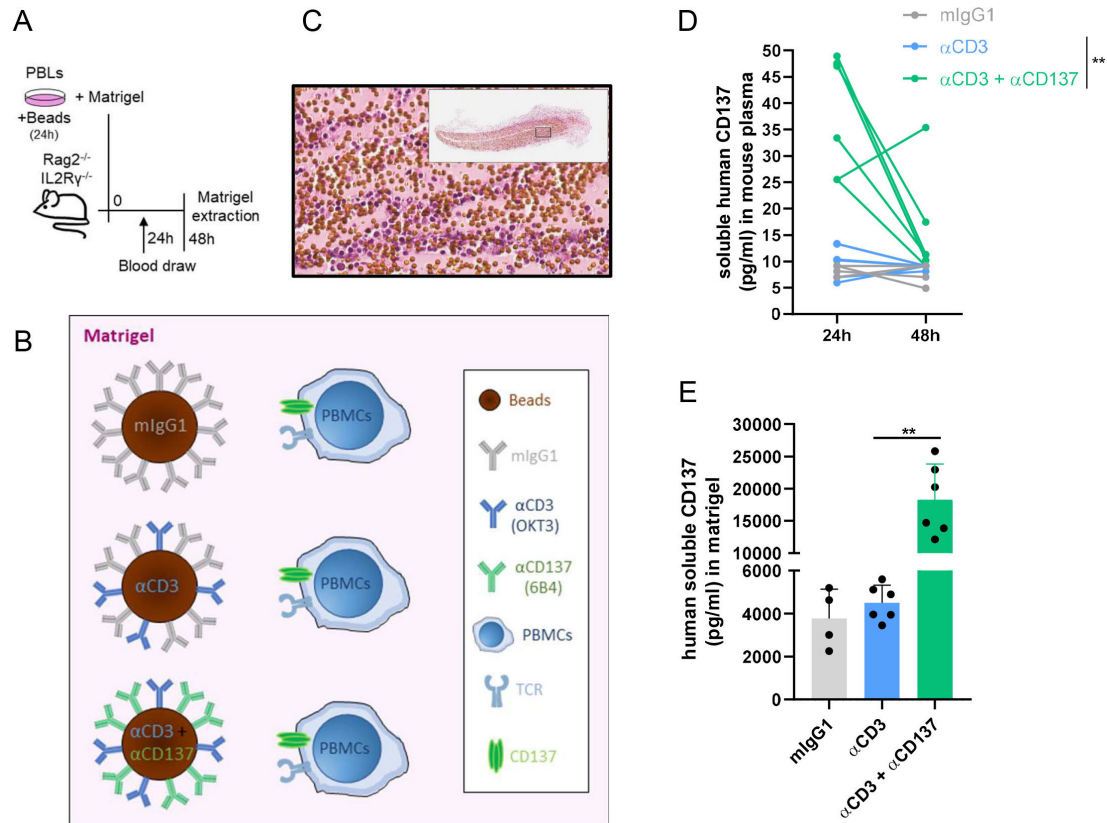 A
PBLs
+ Matrigel
+Beads
(24h)
Rag2-/-
IL2Rγ-/-
0
24h
48h
Matrigel
extraction
Blood draw
C
B
Matrigel
mIgG1
PBMCs
αCD3
PBMCs
αCD3 +
αCD137
PBMCs
Beads
mIgG1
αCD3
(OKT3)
αCD137
(6B4)
PBMCs
TCR
CD137
D
mIgG1
αCD3
αCD3 + αCD137
**
soluble human CD137
(pg/ml) in mouse plasma
50
45
40
35
30
25
20
15
10
5
0
24h
48h
E
human soluble CD137
(pg/ml) in matrigel
30000
25000
20000
15000
10000
6000
4000
2000
0
**
mIgG1
αCD3
αCD3 + αCD137